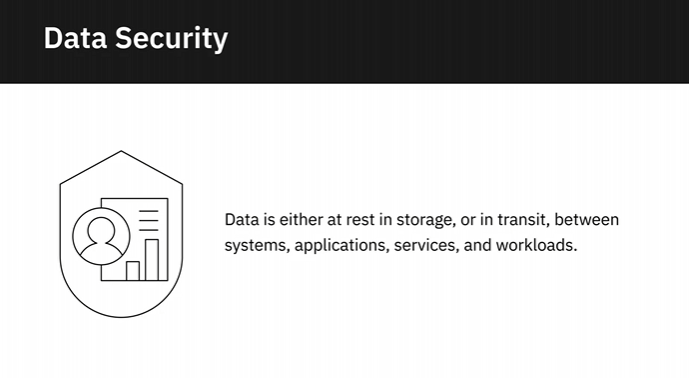 Data Security
Data is either at rest in storage, or in transit, between
systems, applications, services, and workloads.